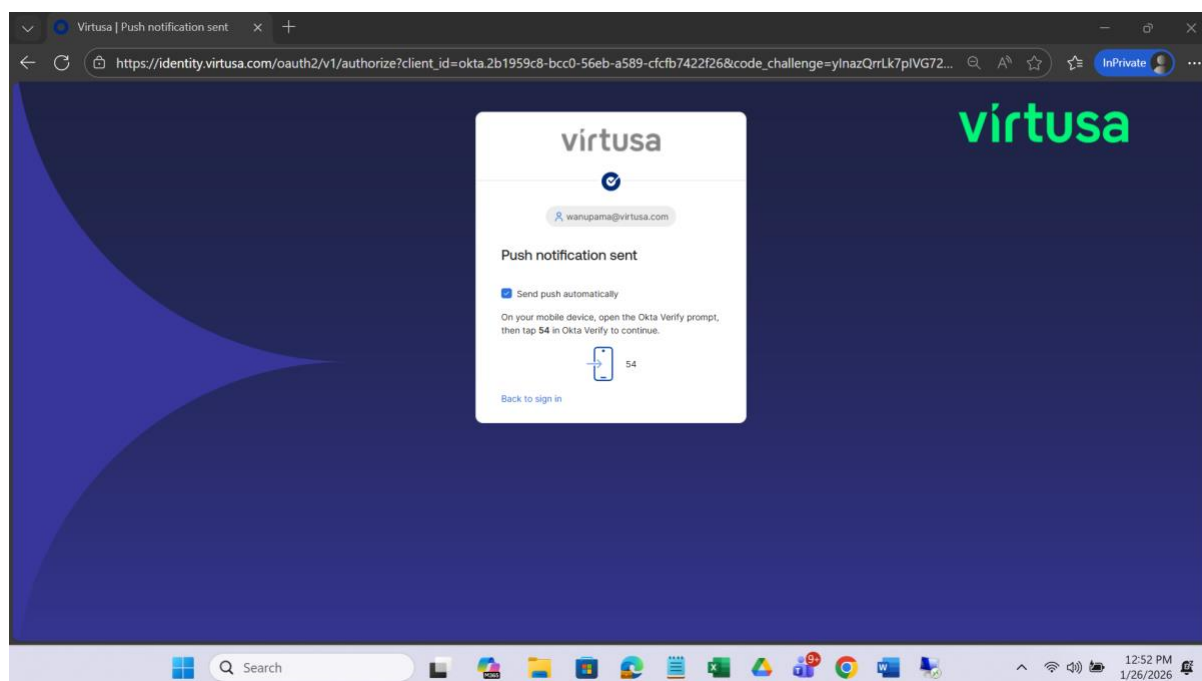 Virtusa | Push notification sent
https://identity.virtusa.com/oauth2/v1/authorize?client_id=okta.2b1959c8-bcc0-56eb-a589-cfcfb7422f26&code_challenge=yInazQrrLk7pIVG72...
InPrivate
virtusa
virtusa
wanupama@virtusa.com
Push notification sent
Send push automatically
On your mobile device, open the Okta Verify prompt,
then tap 54 in Okta Verify to continue.
54
Back to sign in
Search
9+
12:52 PM
1/26/2026